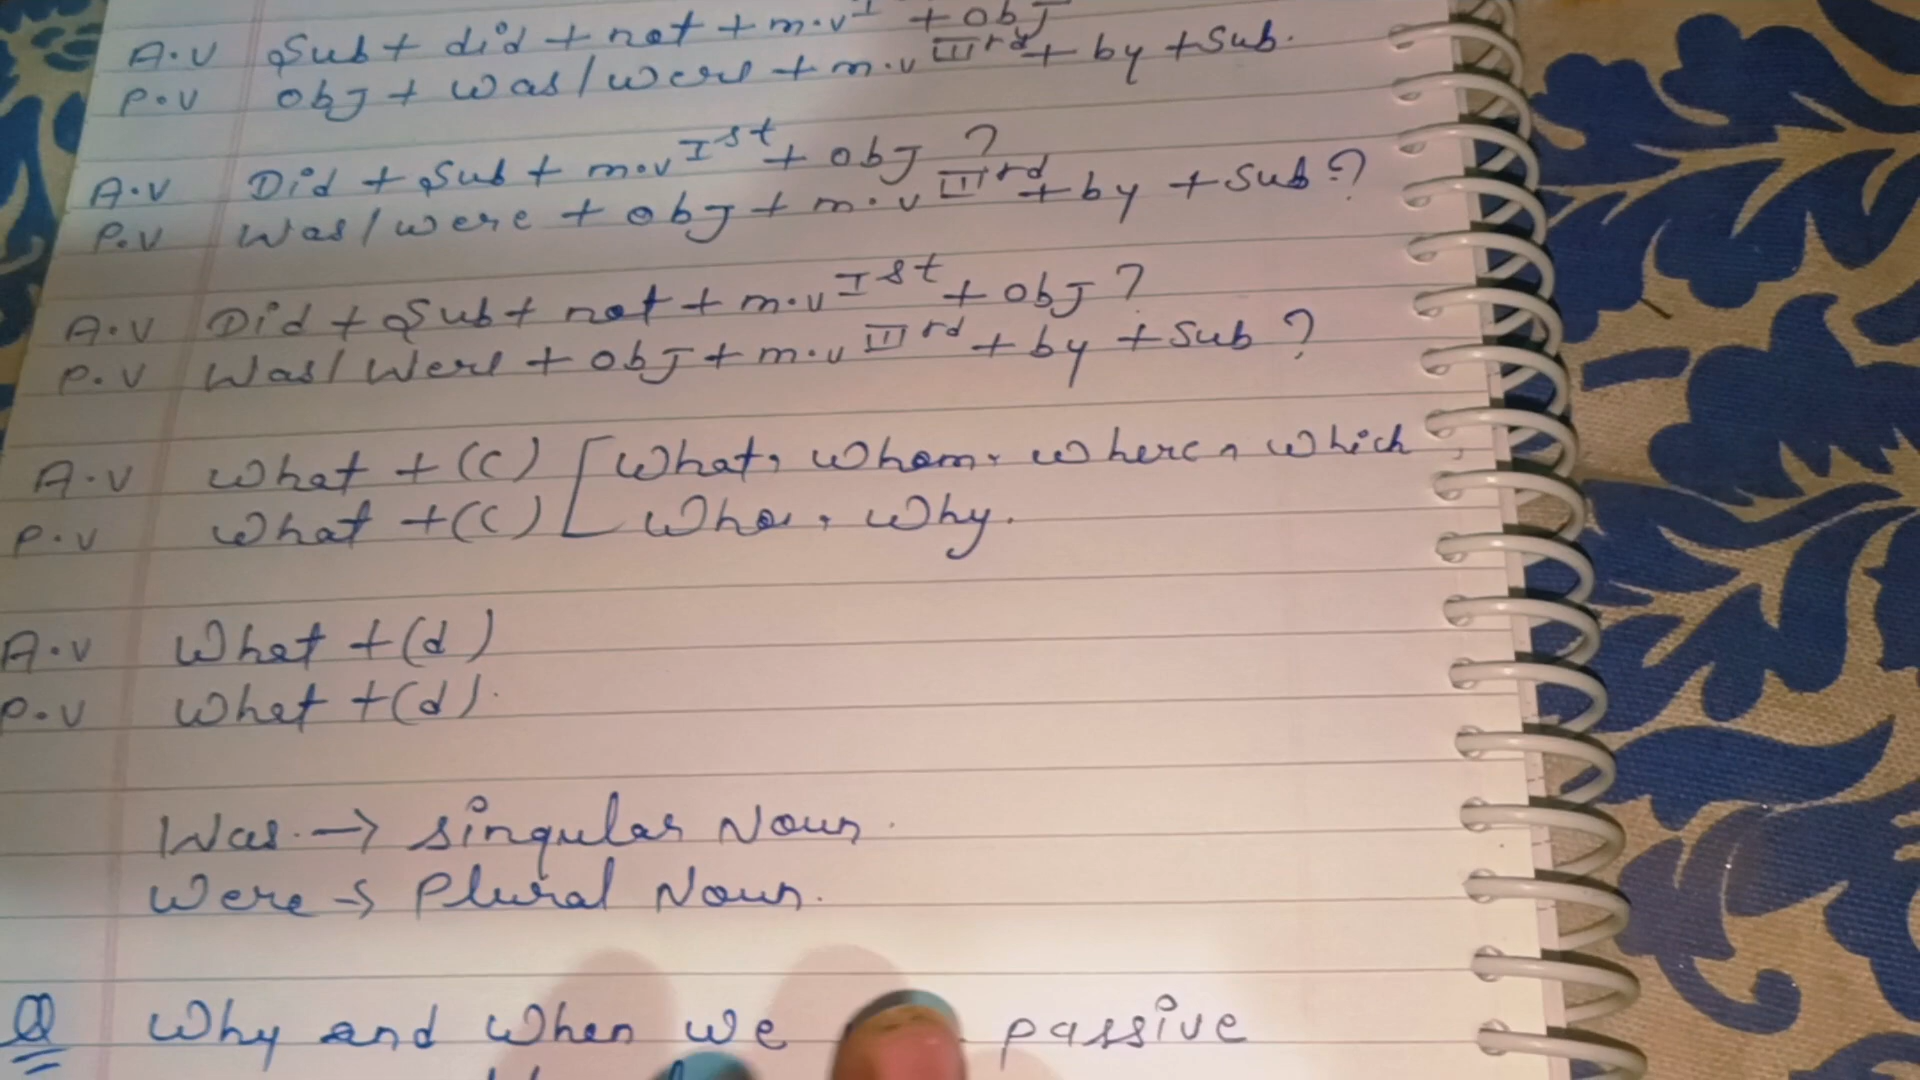 A.V Sub + did + not + m.v I + obj
P.V obj + was/were + m.v IIIrd + by + Sub.
A.V Did + Sub + m.v Ist + obj ?
P.V Was/were + obj + m.v IIIrd + by + Sub ?
A.V Did + Sub + not + m.v Ist + obj ?
P.V Was/were + obj + m.v IIIrd + by + Sub ?
A.V What + (c) [ What, whom, where, which,
P.V What + (c) [ Who, why.
A.V What + (d)
P.V What + (d).
Was. → singular Noun.
Were → plural Noun.
Q Why and when we passive